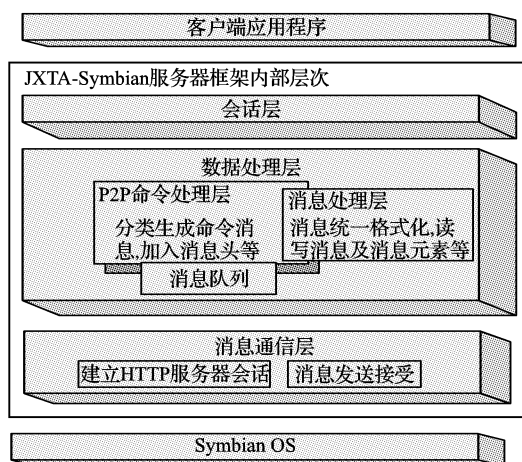 客户端应用程序
JXTA-Symbian服务器框架内部层次
会话层
数据处理层
P2P命令处理层
分类生成命令消
息,加入消息头等
消息处理层
消息统一格式化,读
写消息及消息元素等
消息队列
消息通信层
建立HTTP服务器会话
消息发送接受
Symbian OS